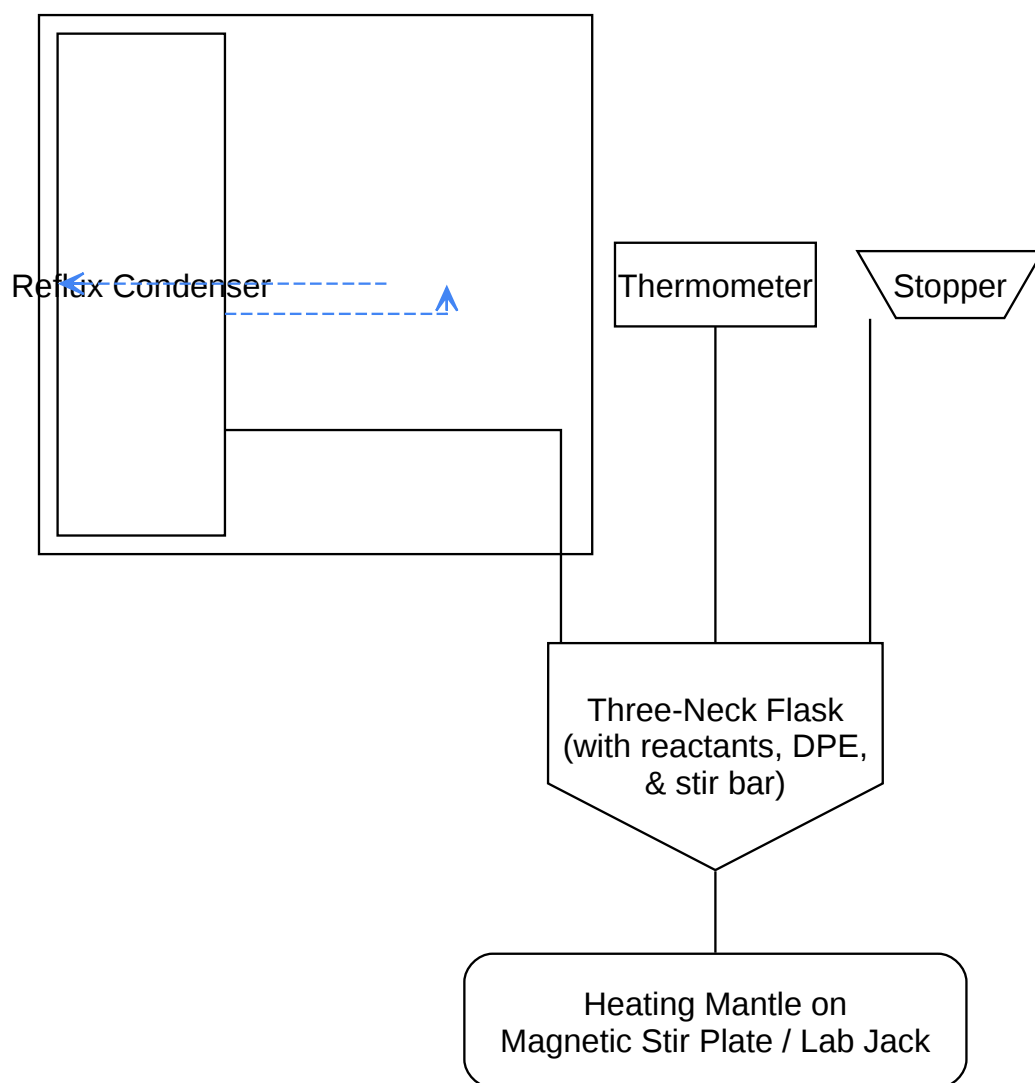 Reflux Condenser
Thermometer
Stopper
Three-Neck Flask
(with reactants, DPE,
& stir bar)
Heating Mantle on
Magnetic Stir Plate / Lab Jack